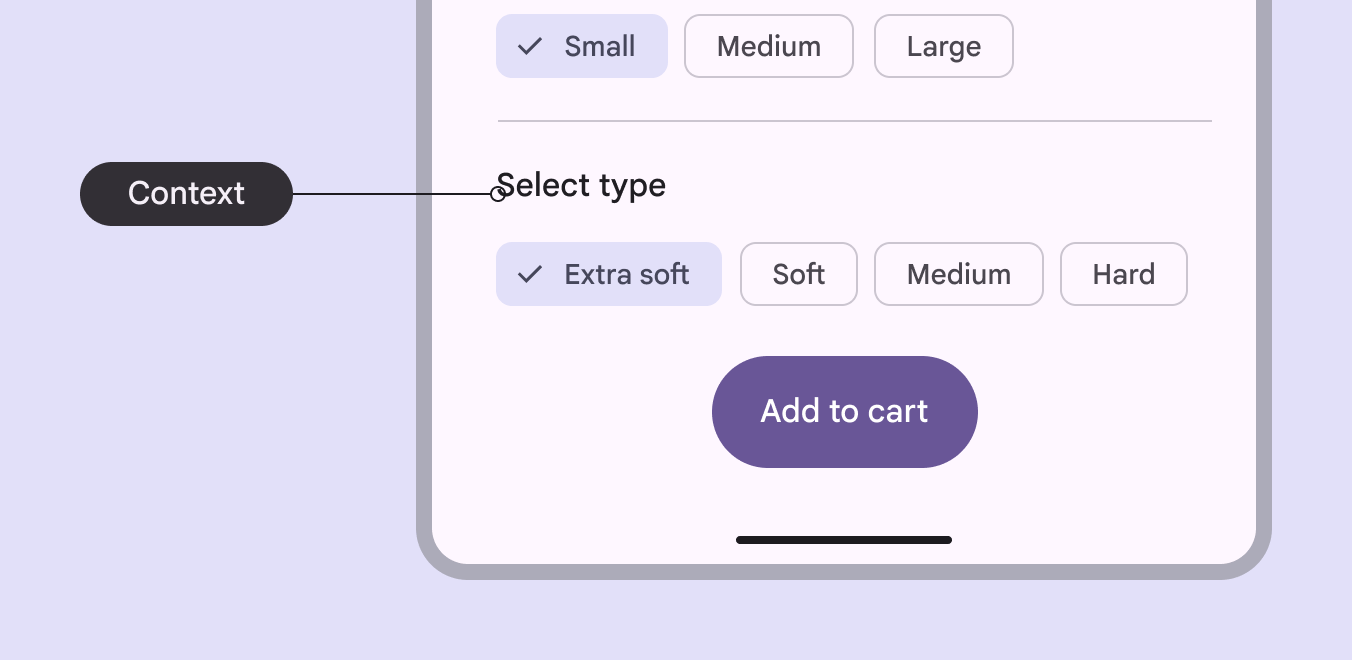 Small Medium Large
Context
Select type
Extra soft Soft Medium Hard
Add to cart